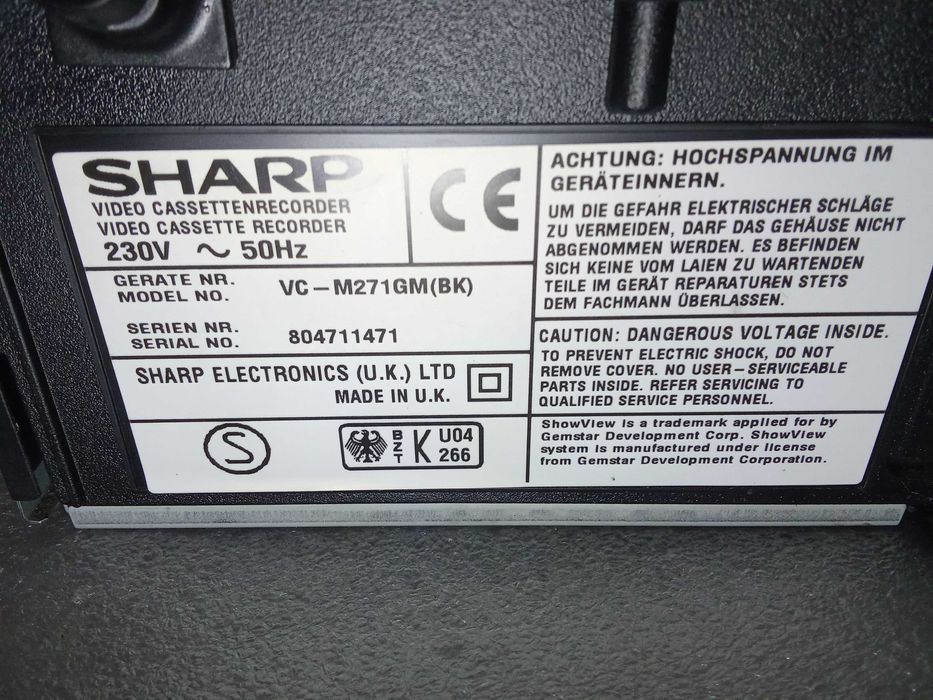 SHARP
VIDEO CASSETTENRECORDER
VIDEO CASSETTE RECORDER
230V ~ 50Hz
CE
GERÄTE NR.
MODEL NO.
VC-M271GM(BK)
SERIEN NR.
SERIAL NO.
804711471
SHARP ELECTRONICS (U.K.) LTD
MADE IN U.K.
S
BZT K U04
266
ACHTUNG: HOCHSPANNUNG IM
GERÄTEINNERN.
UM DIE GEFAHR ELEKTRISCHER SCHLÄGE
ZU VERMEIDEN, DARF DAS GEHÄUSE NICHT
ABGENOMMEN WERDEN. ES BEFINDEN
SICH KEINE VOM LAIEN ZU WARTENDEN
TEILE IM GERÄT REPARATUREN STETS
DEM FACHMANN ÜBERLASSEN.
CAUTION: DANGEROUS VOLTAGE INSIDE.
TO PREVENT ELECTRIC SHOCK, DO NOT
REMOVE COVER. NO USER-SERVICEABLE
PARTS INSIDE. REFER SERVICING TO
QUALIFIED SERVICE PERSONNEL.
ShowView is a trademark applied for by
Gemstar Development Corp. ShowView
system is manufactured under license
from Gemstar Development Corporation.